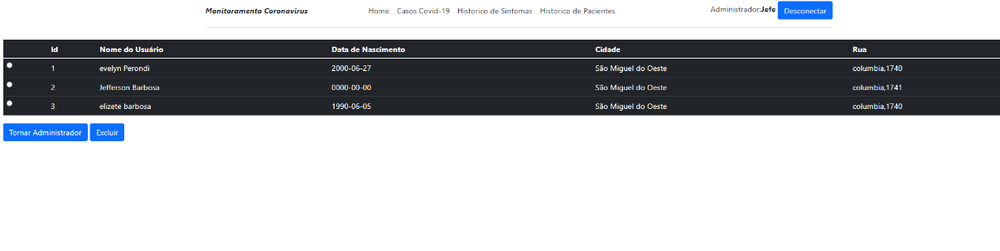 Monitoramento Coronavirus Home Casos Covid-19 Historico de Sintomas Historico de Pacientes Administrador:Jefe Desconectar
Id Nome do Usuário Data de Nascimento Cidade Rua
1 evelyn Perondi 2000-06-27 São Miguel do Oeste columbia,1740
2 Jefferson Barbosa 0000-00-00 São Miguel do Oeste columbia,1741
3 elizete barbosa 1990-06-05 São Miguel do Oeste columbia,1740
Tornar Administrador Excluir